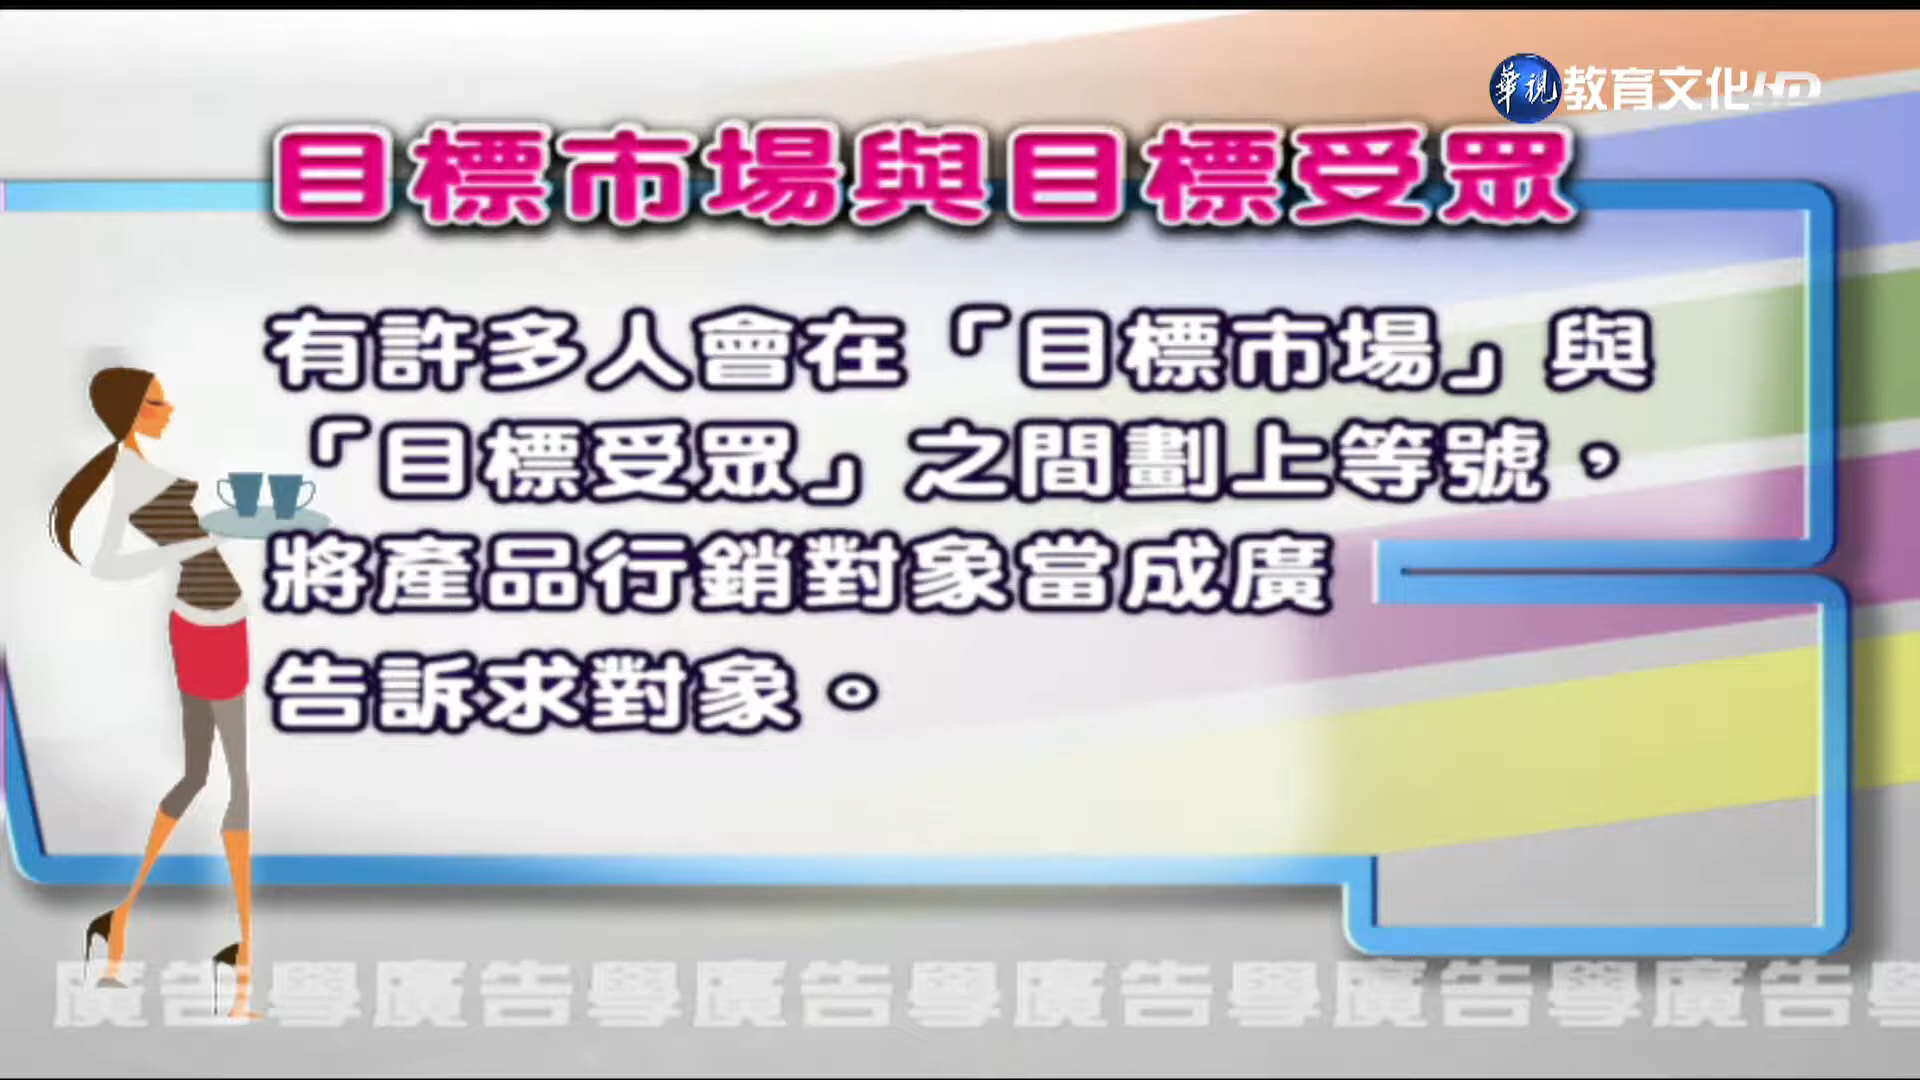 華視 教育文化HD
目標市場與目標受眾
有許多人會在「目標市場」與
「目標受眾」之間劃上等號，
將產品行銷對象當成廣
告訴求對象。
廣告學廣告學廣告學廣告學廣告學廣告學